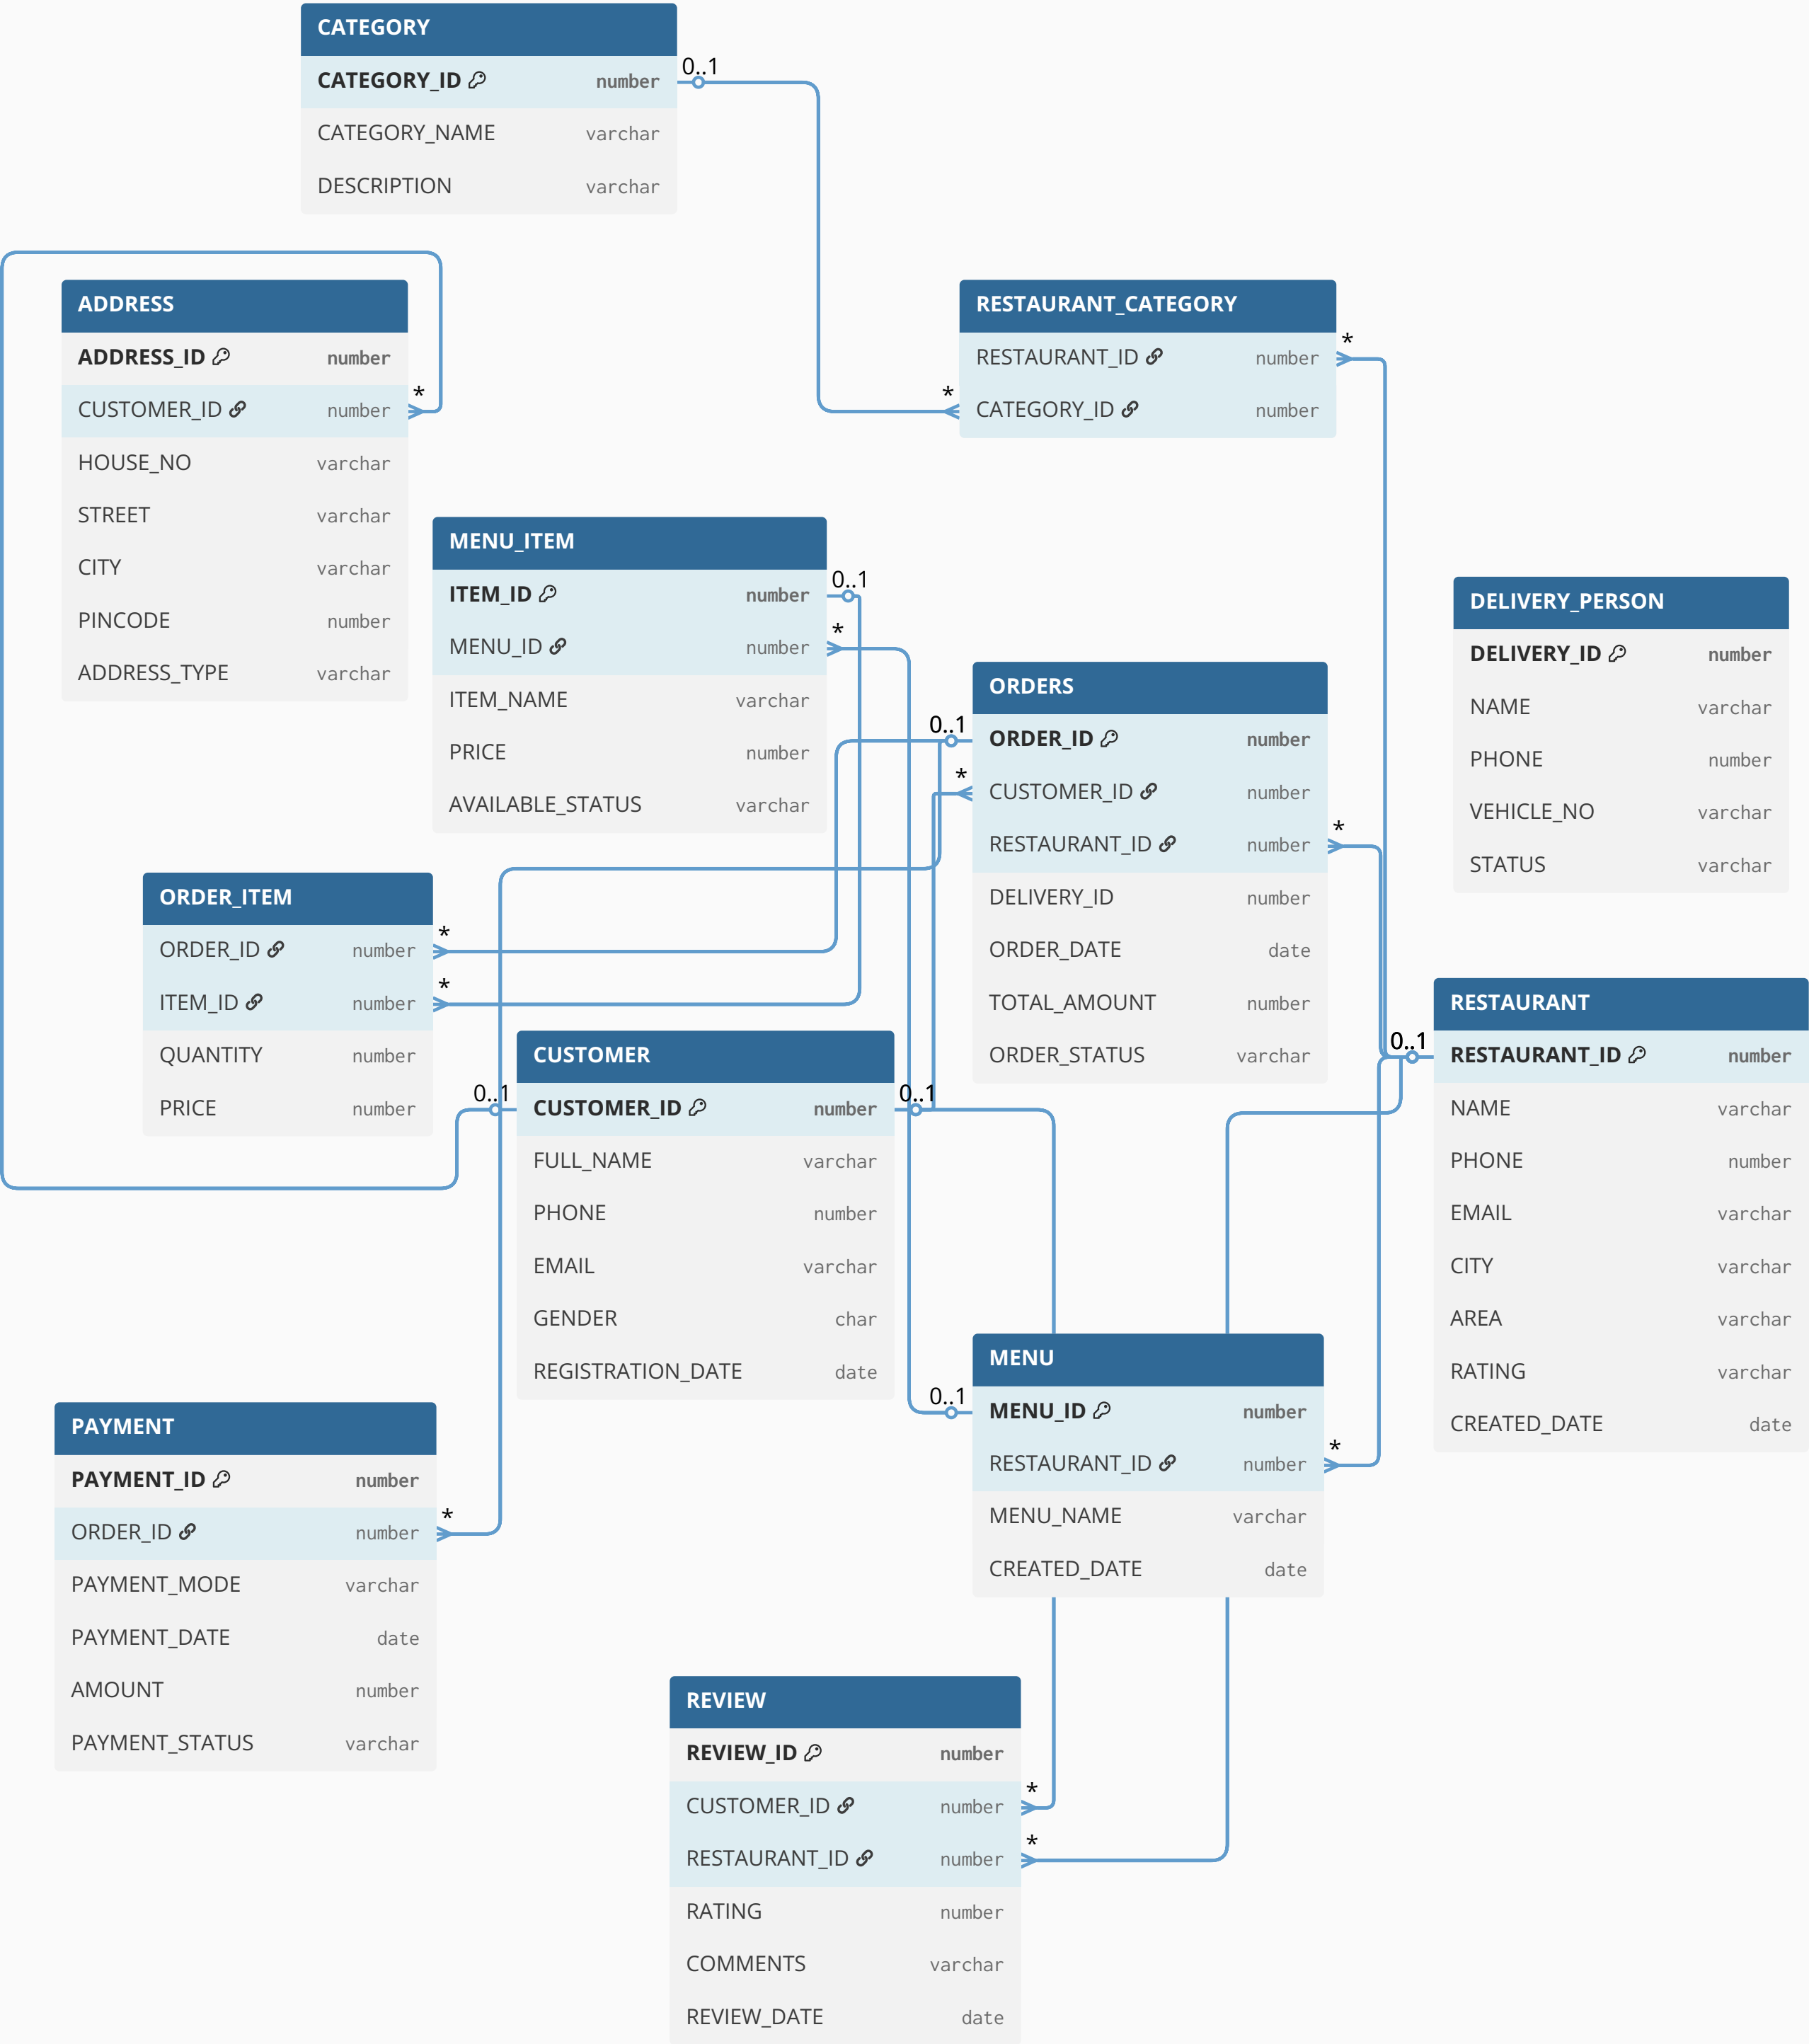 CATEGORY
CATEGORY_ID number
CATEGORY_NAME varchar
DESCRIPTION varchar
0..1
ADDRESS
ADDRESS_ID number
CUSTOMER_ID number
HOUSE_NO varchar
STREET varchar
CITY varchar
PINCODE number
ADDRESS_TYPE varchar
*
RESTAURANT_CATEGORY
RESTAURANT_ID number
CATEGORY_ID number
*
*
MENU_ITEM
ITEM_ID number
MENU_ID number
ITEM_NAME varchar
PRICE number
AVAILABLE_STATUS varchar
0..1
*
DELIVERY_PERSON
DELIVERY_ID number
NAME varchar
PHONE number
VEHICLE_NO varchar
STATUS varchar
ORDERS
ORDER_ID number
CUSTOMER_ID number
RESTAURANT_ID number
DELIVERY_ID number
ORDER_DATE date
TOTAL_AMOUNT number
ORDER_STATUS varchar
0..1
*
*
ORDER_ITEM
ORDER_ID number
ITEM_ID number
QUANTITY number
PRICE number
*
*
RESTAURANT
RESTAURANT_ID number
NAME varchar
PHONE number
EMAIL varchar
CITY varchar
AREA varchar
RATING varchar
CREATED_DATE date
0..1
CUSTOMER
CUSTOMER_ID number
FULL_NAME varchar
PHONE number
EMAIL varchar
GENDER char
REGISTRATION_DATE date
0..1
0..1
MENU
MENU_ID number
RESTAURANT_ID number
MENU_NAME varchar
CREATED_DATE date
0..1
*
PAYMENT
PAYMENT_ID number
ORDER_ID number
PAYMENT_MODE varchar
PAYMENT_DATE date
AMOUNT number
PAYMENT_STATUS varchar
*
REVIEW
REVIEW_ID number
CUSTOMER_ID number
RESTAURANT_ID number
RATING number
COMMENTS varchar
REVIEW_DATE date
*
*